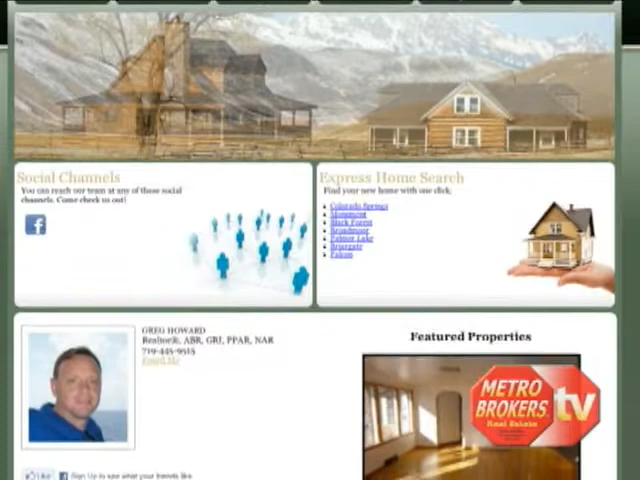 Social Channels
You can reach our team at any of those social
channels. Come check us out!
Express Home Search
Find your new home with one click.
Colorado Springs
Monument
Black Forest
Broadmoor
Palmer Lake
Briargate
Falcon
GREG HOWARD
Realtor®, ABR, GRI, PPAR, NAR
719-445-9515
Email Me
Featured Properties
METRO
BROKERS
Real Estate
tv
Like
Sign Up to see what your friends like